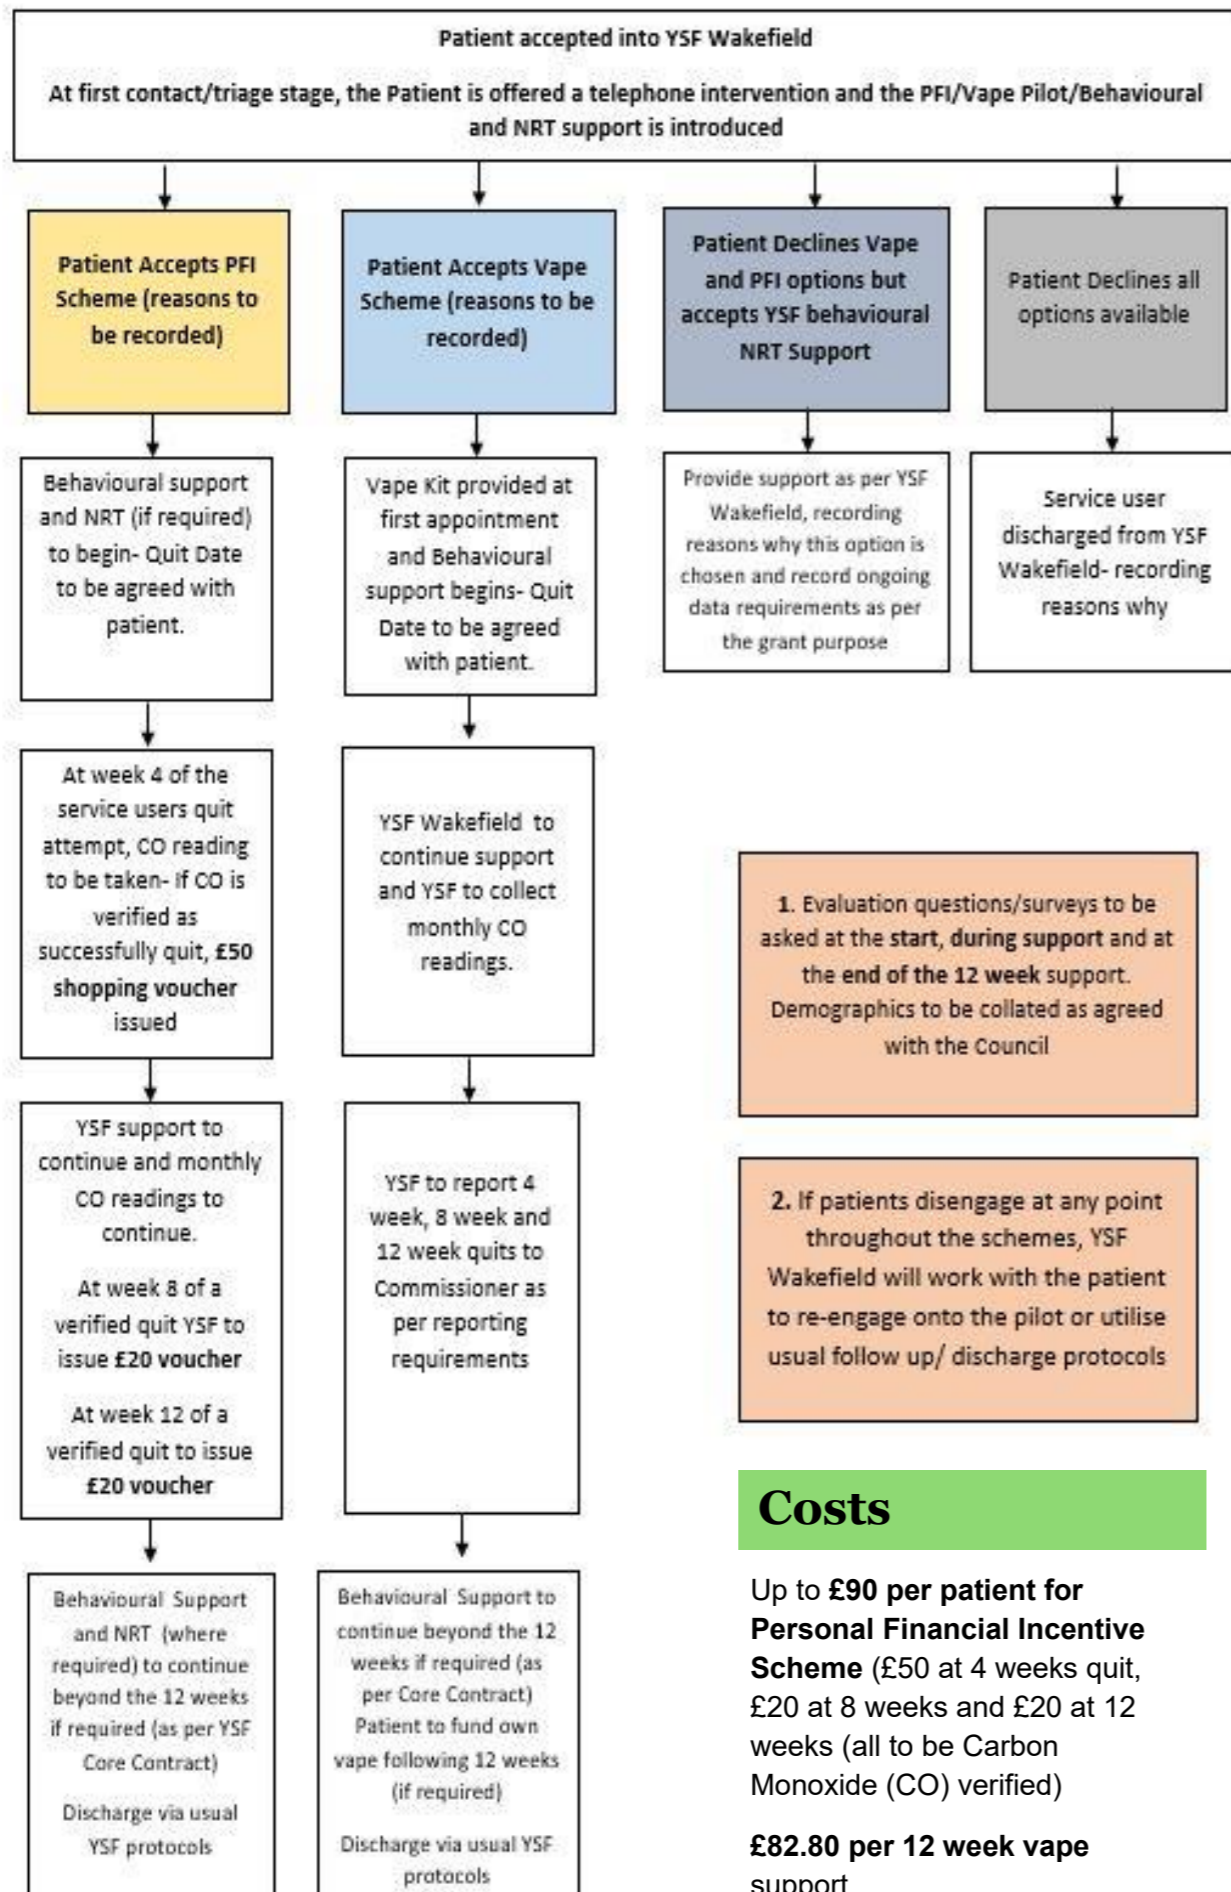 Patient accepted into YSF Wakefield
At first contact/triage stage, the Patient is offered a telephone intervention and the PFI/Vape Pilot/Behavioural
and NRT support is introduced
Patient Accepts PFI
Scheme (reasons to
be recorded)
Patient Accepts Vape
Scheme (reasons to be
recorded)
Patient Declines Vape
and PFI options but
accepts YSF behavioural
NRT Support
Patient Declines all
options available
Behavioural support
and NRT (if required)
to begin- Quit Date
to be agreed with
patient.
Vape Kit provided at
first appointment
and Behavioural
support begins- Quit
Date to be agreed
with patient.
Provide support as per YSF
Wakefield, recording
reasons why this option is
chosen and record ongoing
data requirements as per
the grant purpose
Service user
discharged from YSF
Wakefield- recording
reasons why
At week 4 of the
service users quit
attempt, CO reading
to be taken- If CO is
verified as
successfully quit, £50
shopping voucher
issued
YSF Wakefield to
continue support
and YSF to collect
monthly CO
readings.
YSF support to
continue and monthly
CO readings to
continue.
At week 8 of a
verified quit YSF to
issue £20 voucher
At week 12 of a
verified quit to issue
£20 voucher
YSF to report 4
week, 8 week and
12 week quits to
Commissioner as
per reporting
requirements
Behavioural Support
and NRT (where
required) to continue
beyond the 12 weeks
if required (as per YSF
Core Contract)
Discharge via usual
YSF protocols
Behavioural Support to
continue beyond the 12
weeks if required (as
per Core Contract)
Patient to fund own
vape following 12 weeks
(if required)
Discharge via usual YSF
protocols
1. Evaluation questions/surveys to be
asked at the start, during support and at
the end of the 12 week support.
Demographics to be collated as agreed
with the Council
2. If patients disengage at any point
throughout the schemes, YSF
Wakefield will work with the patient
to re-engage onto the pilot or utilise
usual follow up/ discharge protocols
Costs
Up to £90 per patient for
Personal Financial Incentive
Scheme (£50 at 4 weeks quit,
£20 at 8 weeks and £20 at 12
weeks (all to be Carbon
Monoxide (CO) verified)
£82.80 per 12 week vape
support